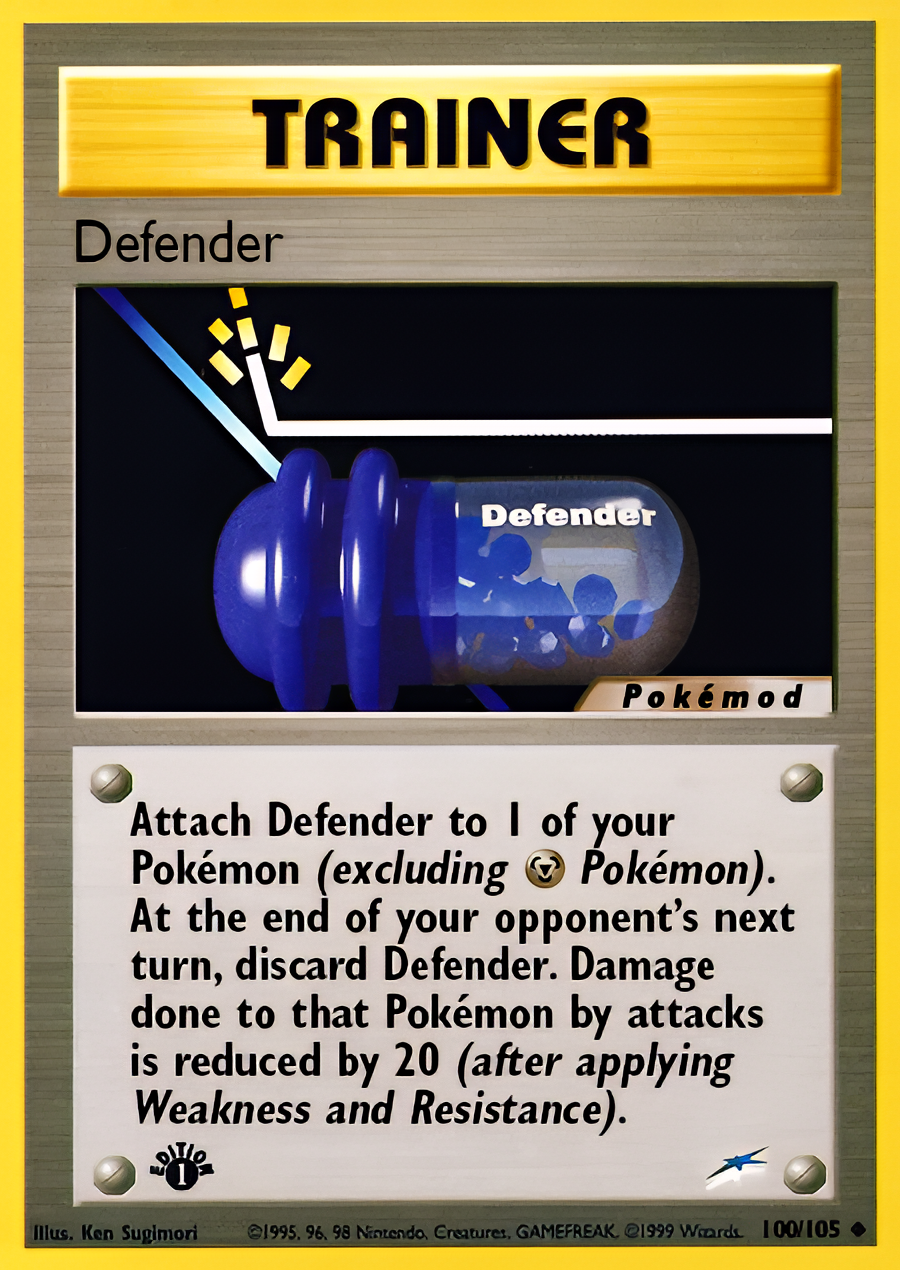 TRAINER
Defender
Defender
Pokémod
Attach Defender to 1 of your
Pokémon (excluding Pokémon).
At the end of your opponent's next
turn, discard Defender. Damage
done to that Pokémon by attacks
is reduced by 20 (after applying
Weakness and Resistance).
EDITION
1
Illus. Ken Sugimori ©1995, 96, 98 Nintendo, Creatures, GAMEFREAK. ©1999 Wizards. 100/105